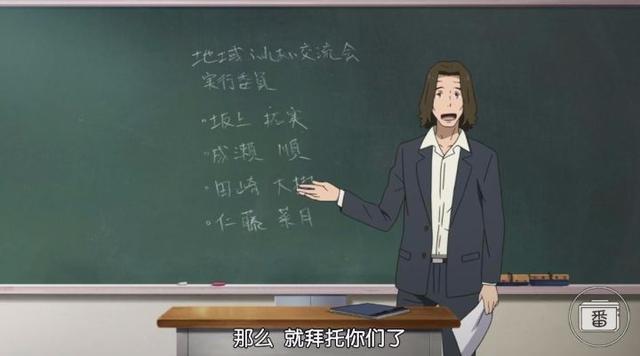 地域ふれあい交流会
実行委員
・坂上 拓実
・成瀬 順
・田崎 大樹
・仁藤 菜月
番
那么 就拜托你们了